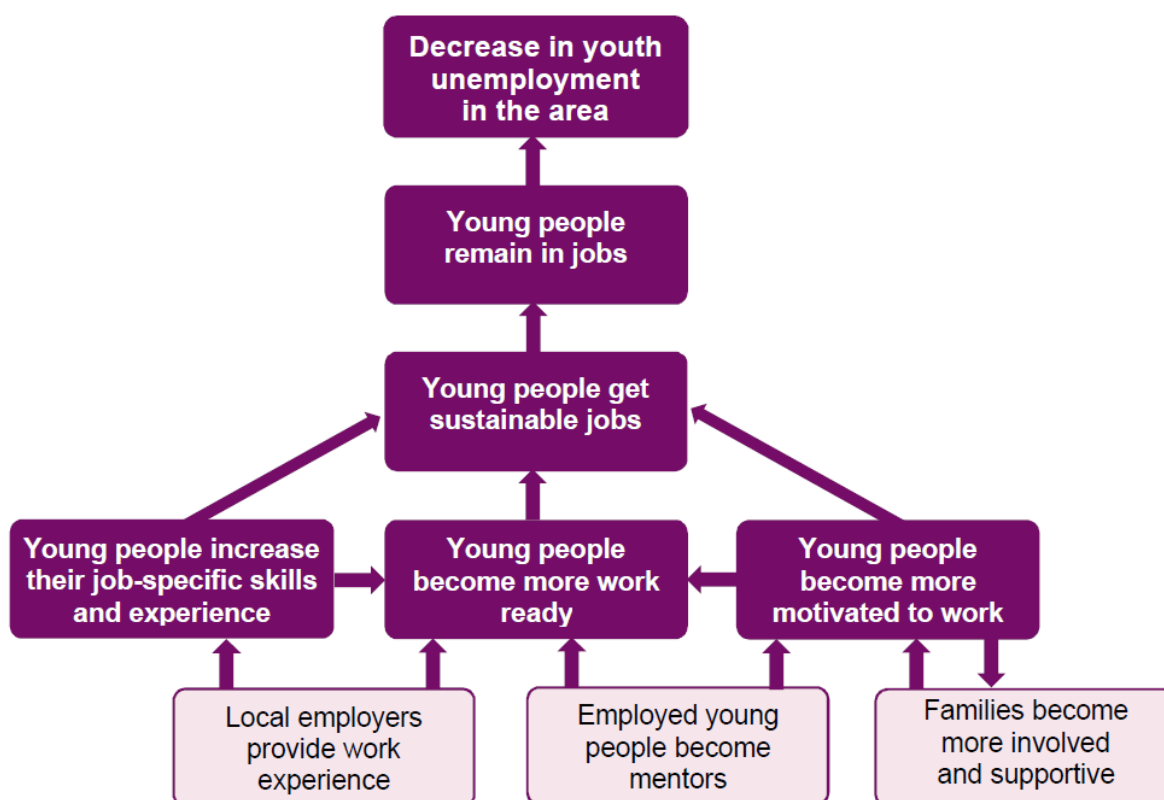 Decrease in youth
unemployment
in the area
Young people
remain in jobs
Young people get
sustainable jobs
Young people increase
their job-specific skills
and experience
Young people
become more work
ready
Young people
become more
motivated to work
Local employers
provide work
experience
Employed young
people become
mentors
Families become
more involved
and supportive